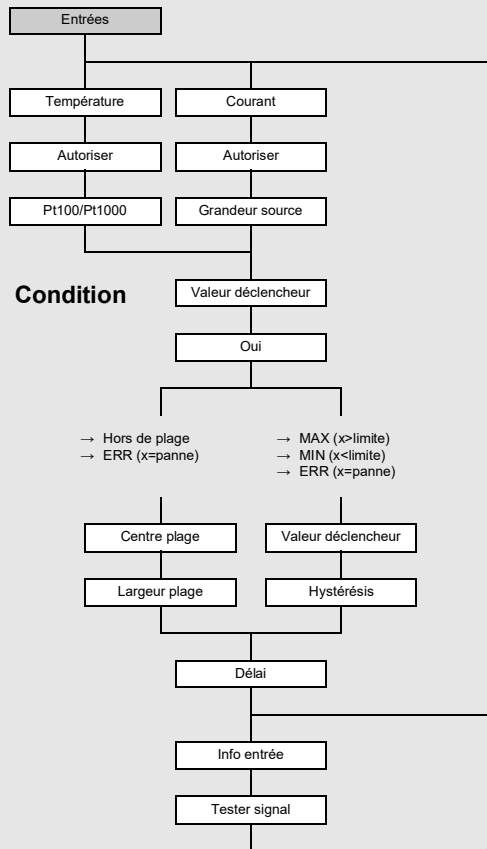 Entrées
Température
Courant
Autoriser
Autoriser
Pt100/Pt1000
Grandeur source
Condition
Valeur déclencheur
Oui
→ Hors de plage
→ ERR (x=panne)
→ MAX (x>limite)
→ MIN (x<limite)
→ ERR (x=panne)
Centre plage
Valeur déclencheur
Largeur plage
Hystérésis
Délai
Info entrée
Tester signal